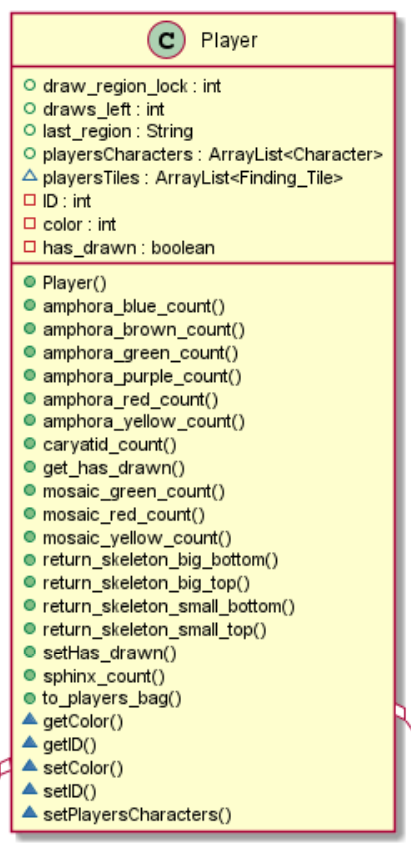 C Player
draw_region_lock : int
draws_left : int
last_region : String
playersCharacters : ArrayList<Character>
playersTiles : ArrayList<Finding_Tile>
ID : int
color : int
has_drawn : boolean
Player()
amphora_blue_count()
amphora_brown_count()
amphora_green_count()
amphora_purple_count()
amphora_red_count()
amphora_yellow_count()
caryatid_count()
get_has_drawn()
mosaic_green_count()
mosaic_red_count()
mosaic_yellow_count()
return_skeleton_big_bottom()
return_skeleton_big_top()
return_skeleton_small_bottom()
return_skeleton_small_top()
setHas_drawn()
sphinx_count()
to_players_bag()
getColor()
getID()
setColor()
setID()
setPlayersCharacters()